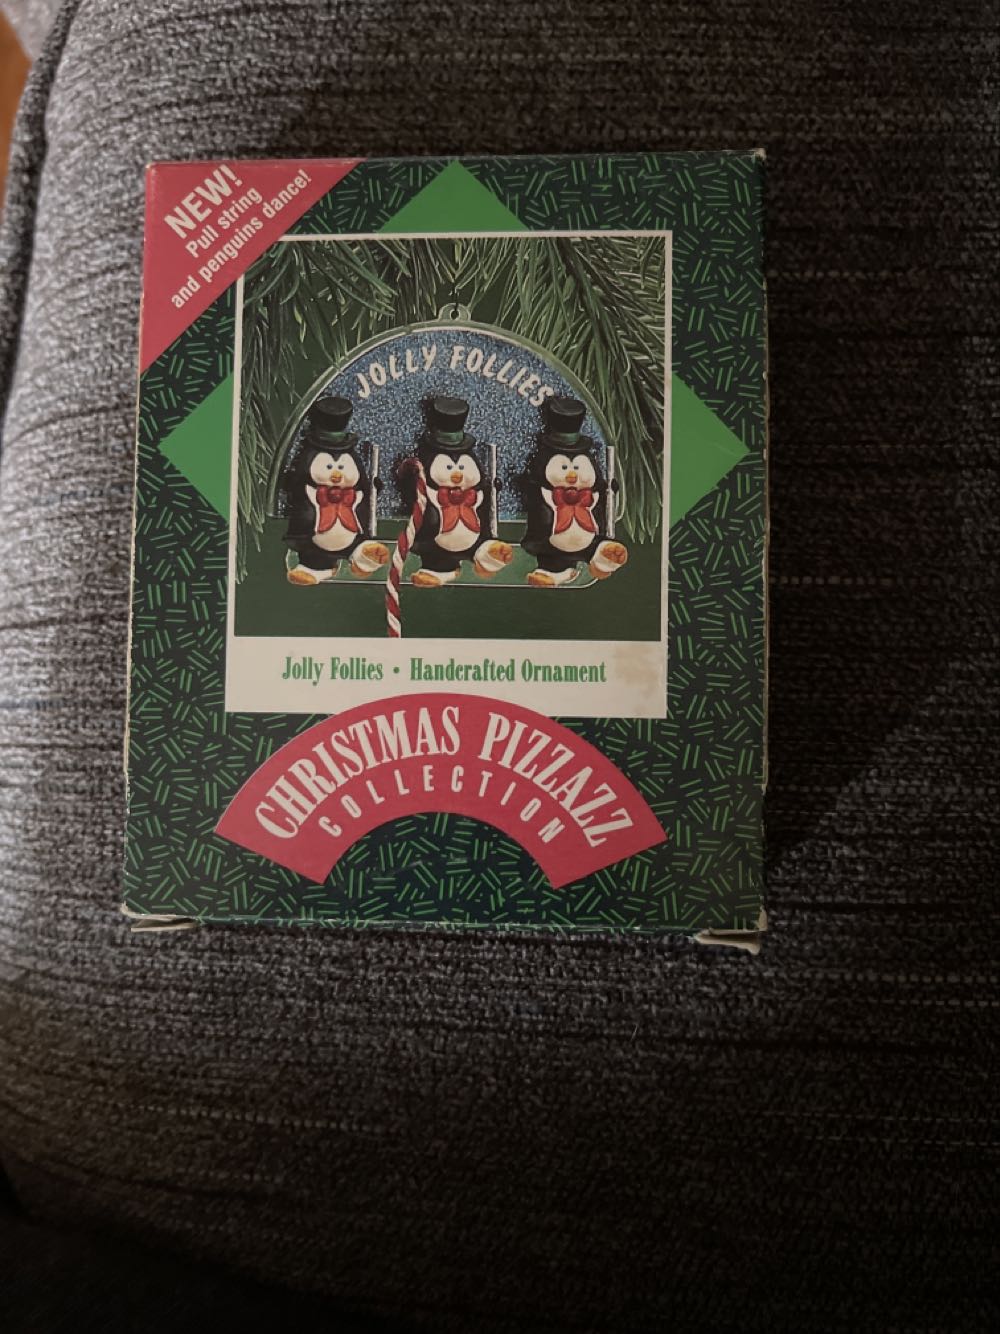 NEW!
Pull string
and penguins dance!
JOLLY FOLLIES
Jolly Follies • Handcrafted Ornament
CHRISTMAS PIZZAZZ
COLLECTION